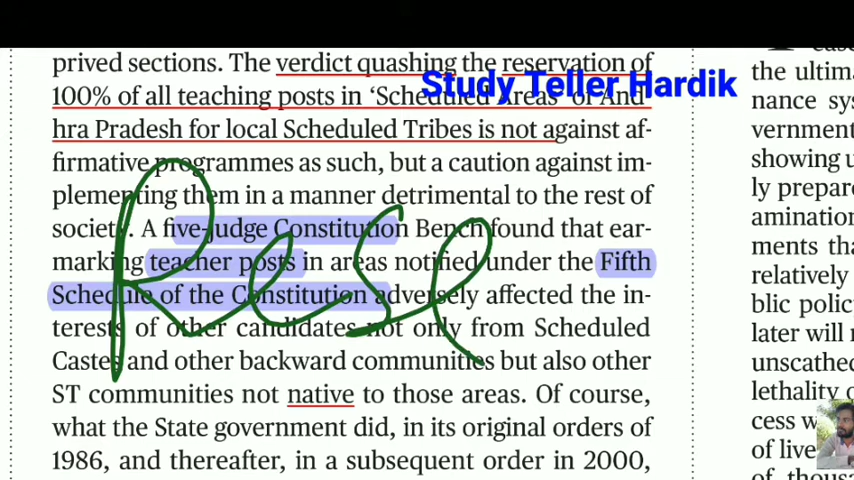 prived sections. The verdict quashing the reservation of
Study Teller Hardik
100% of all teaching posts in ‘Scheduled Areas’ of And-
hra Pradesh for local Scheduled Tribes is not against af-
firmative programmes as such, but a caution against im-
plementing them in a manner detrimental to the rest of
society. A five-judge Constitution Bench found that ear-
marking teacher posts in areas notified under the Fifth
Schedule of the Constitution adversely affected the in-
terests of other candidates not only from Scheduled
Castes and other backward communities but also other
ST communities not native to those areas. Of course,
what the State government did, in its original orders of
1986, and thereafter, in a subsequent order in 2000,
Rese
the ultim
nance sys
vernment
showing u
ly prepare
amination
ments tha
relatively
blic polic
later will
unscathed
lethality
cess w
of live
of thous